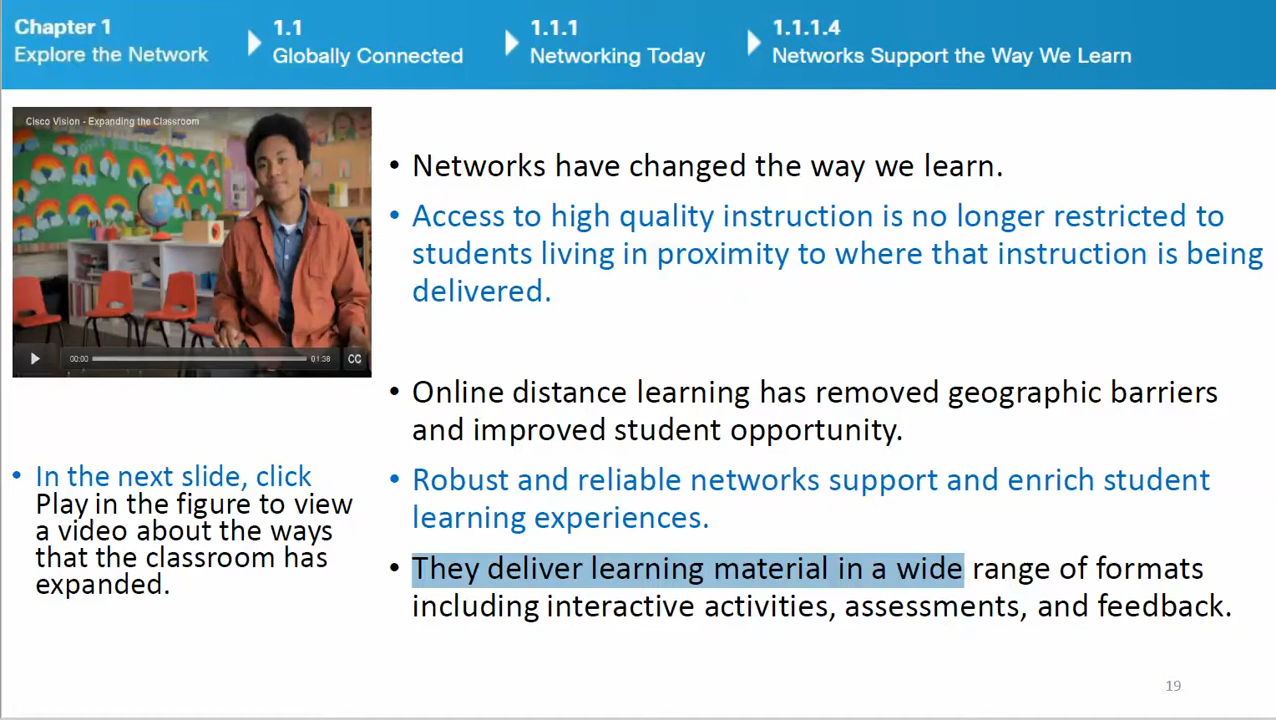 Chapter 1
Explore the Network
1.1
Globally Connected
1.1.1
Networking Today
1.1.1.4
Networks Support the Way We Learn
Cisco Vision - Expanding the Classroom
00:00
01:38
CC
• In the next slide, click
Play in the figure to view
a video about the ways
that the classroom has
expanded.
• Networks have changed the way we learn.
• Access to high quality instruction is no longer restricted to
students living in proximity to where that instruction is being
delivered.
• Online distance learning has removed geographic barriers
and improved student opportunity.
• Robust and reliable networks support and enrich student
learning experiences.
• They deliver learning material in a wide range of formats
including interactive activities, assessments, and feedback.
19